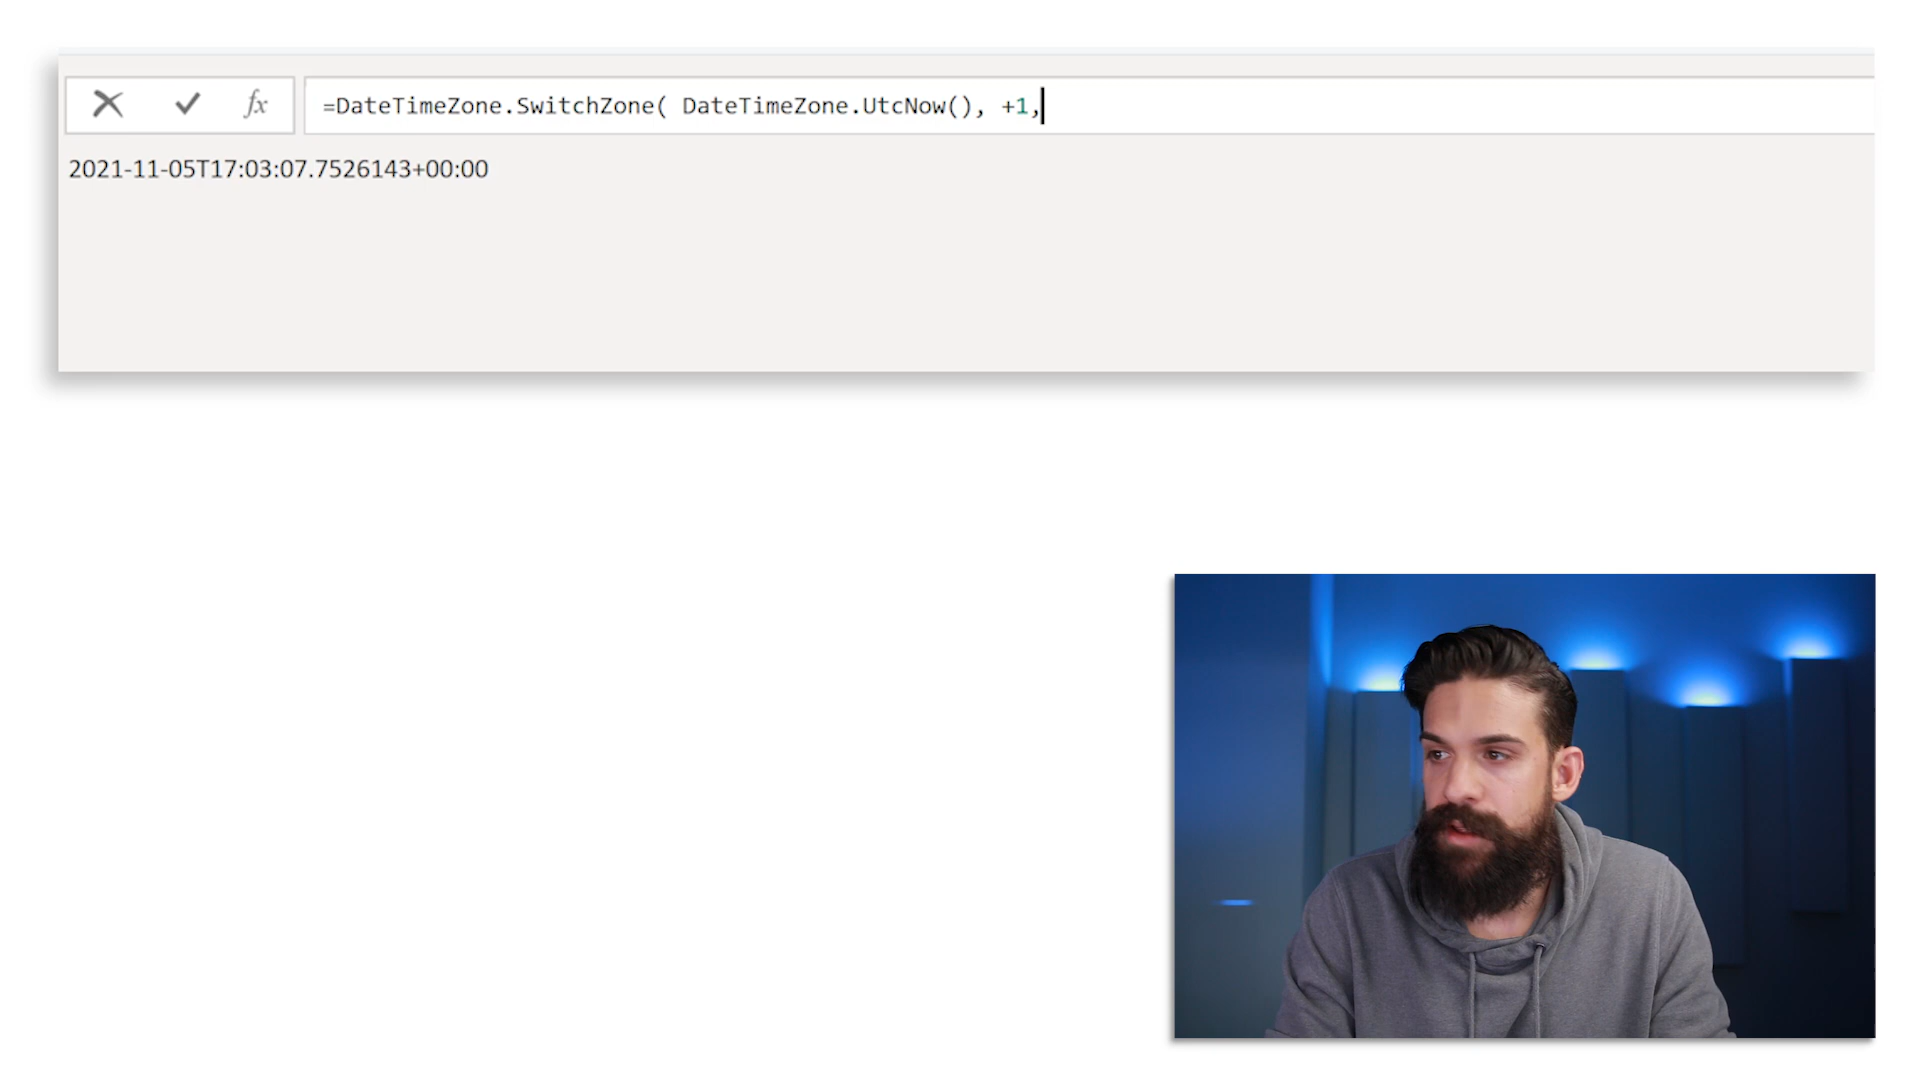 fx =DateTimeZone.SwitchZone( DateTimeZone.UtcNow(), +1,
2021-11-05T17:03:07.7526143+00:00